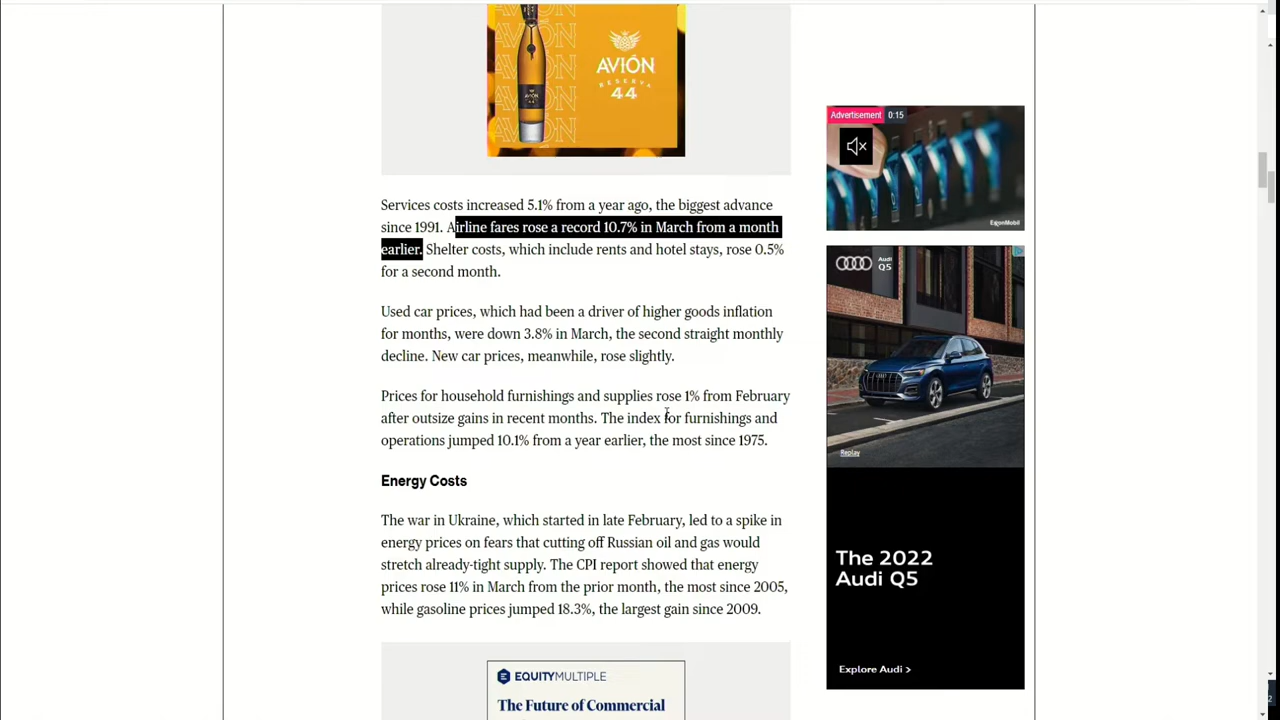 AVIÓN
RESERVA
44
Advertisement 0:15
ExxonMobil
Services costs increased 5.1% from a year ago, the biggest advance
since 1991. Airline fares rose a record 10.7% in March from a month
earlier. Shelter costs, which include rents and hotel stays, rose 0.5%
for a second month.
Used car prices, which had been a driver of higher goods inflation
for months, were down 3.8% in March, the second straight monthly
decline. New car prices, meanwhile, rose slightly.
Prices for household furnishings and supplies rose 1% from February
after outsize gains in recent months. The index for furnishings and
operations jumped 10.1% from a year earlier, the most since 1975.
Energy Costs
The war in Ukraine, which started in late February, led to a spike in
energy prices on fears that cutting off Russian oil and gas would
stretch already-tight supply. The CPI report showed that energy
prices rose 11% in March from the prior month, the most since 2005,
while gasoline prices jumped 18.3%, the largest gain since 2009.
EQUITYMULTIPLE
The Future of Commercial
Audi
Q5
Replay
The 2022
Audi Q5
Explore Audi >